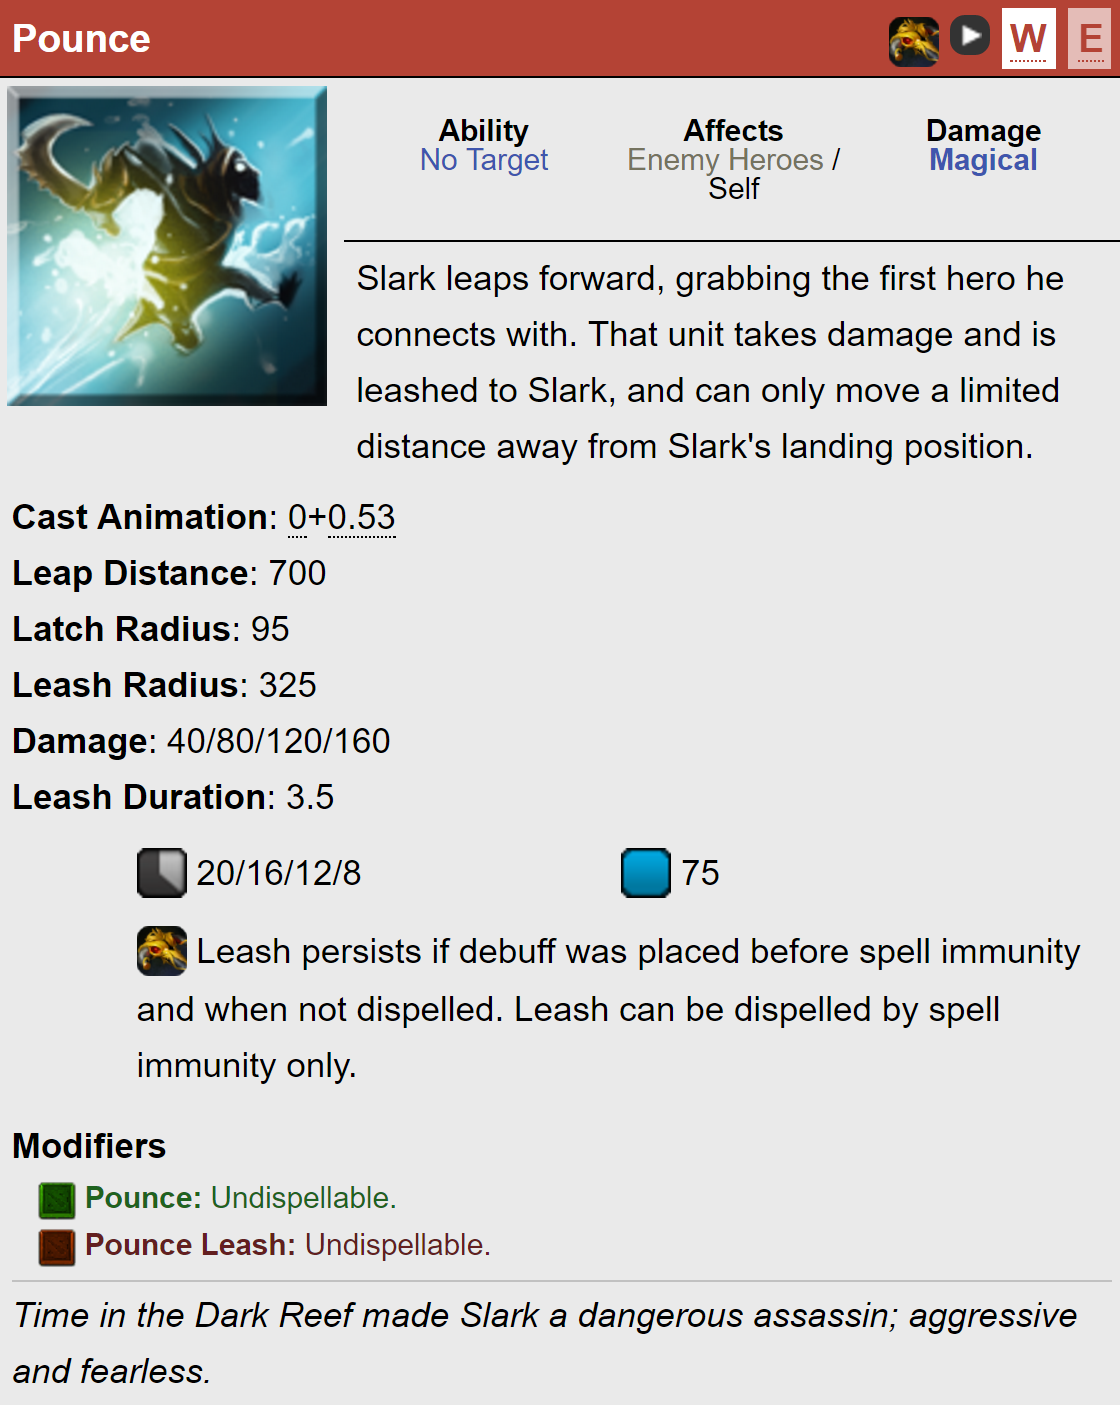 Pounce
W E
Ability
No Target
Affects
Enemy Heroes /
Self
Damage
Magical
Slark leaps forward, grabbing the first hero he
connects with. That unit takes damage and is
leashed to Slark, and can only move a limited
distance away from Slark's landing position.
Cast Animation: 0+0.53
Leap Distance: 700
Latch Radius: 95
Leash Radius: 325
Damage: 40/80/120/160
Leash Duration: 3.5
20/16/12/8 75
Leash persists if debuff was placed before spell immunity
and when not dispelled. Leash can be dispelled by spell
immunity only.
Modifiers
Pounce: Undispellable.
Pounce Leash: Undispellable.
Time in the Dark Reef made Slark a dangerous assassin; aggressive
and fearless.